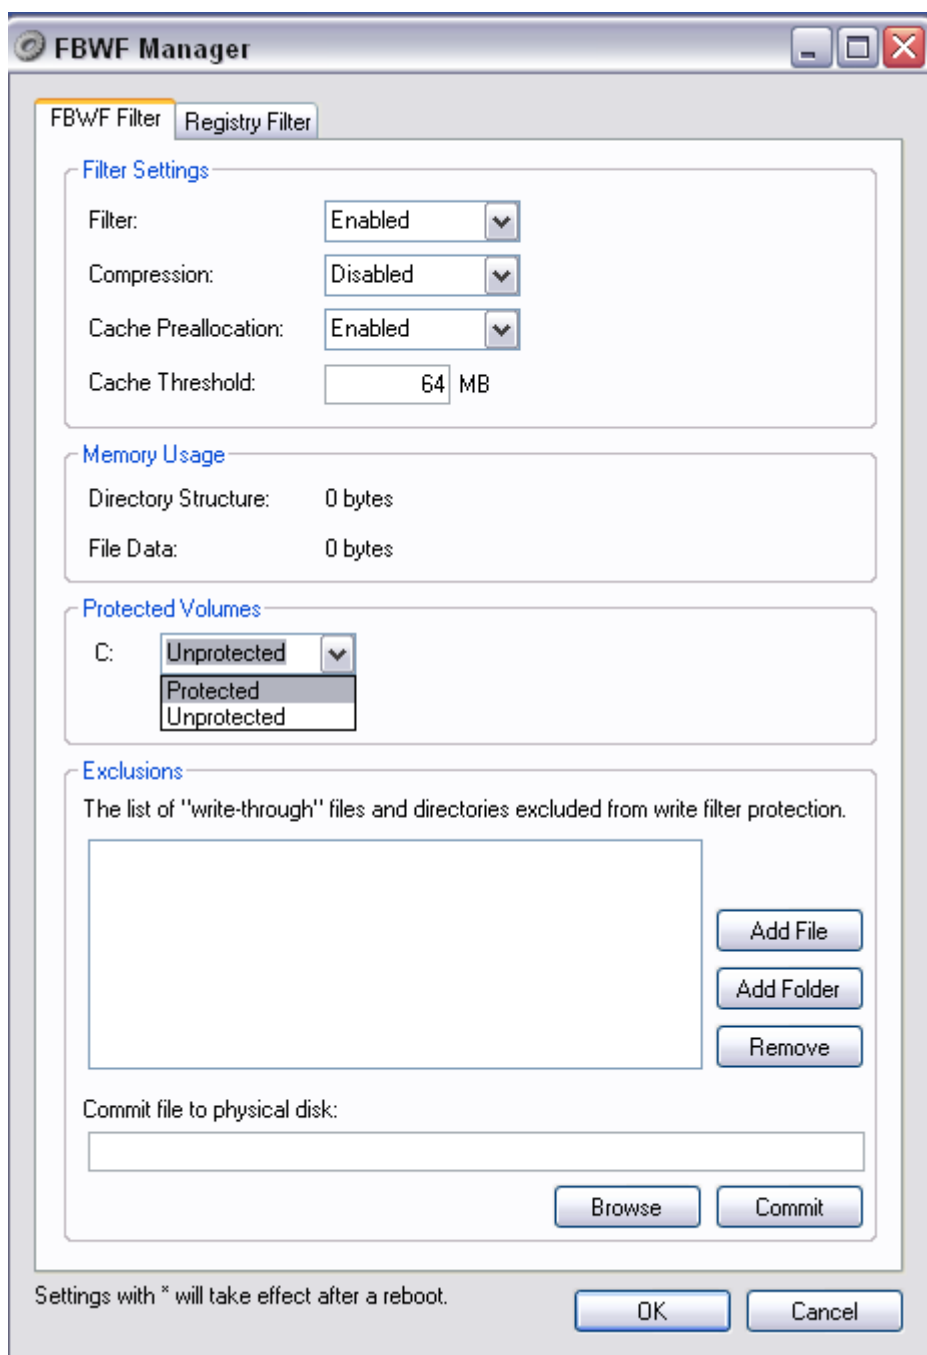 FBWF Manager
FBWF Filter Registry Filter
Filter Settings
Filter: Enabled
Compression: Disabled
Cache Preallocation: Enabled
Cache Threshold: 64 MB
Memory Usage
Directory Structure: 0 bytes
File Data: 0 bytes
Protected Volumes
C: Unprotected
Protected
Unprotected
Exclusions
The list of "write-through" files and directories excluded from write filter protection.
Add File
Add Folder
Remove
Commit file to physical disk:
Browse Commit
Settings with * will take effect after a reboot.
OK Cancel